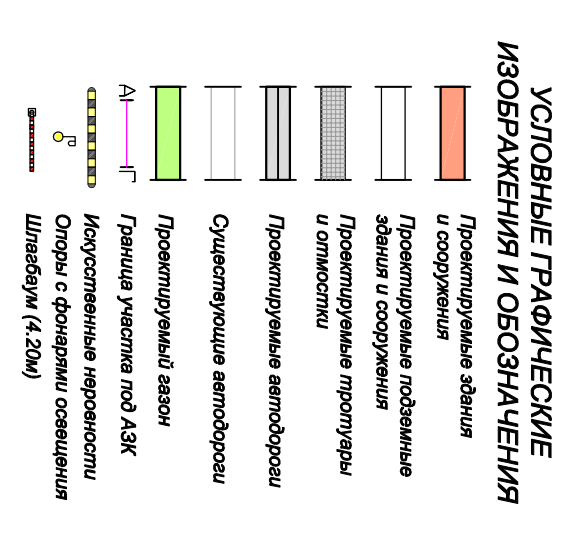 УСЛОВНЫЕ ГРАФИЧЕСКИЕ
ИЗОБРАЖЕНИЯ И ОБОЗНАЧЕНИЯ
Проектируемые здания
и сооружения
Проектируемые подземные
здания и сооружения
Проектируемые тротуары
и отмостки
Проектируемые автодороги
Существующие автодороги
Проектируемый газон
А Г
Граница участка под АЗК
Искусственные неровности
Опоры с фонарями освещения
Шлагбаум (4.20м)